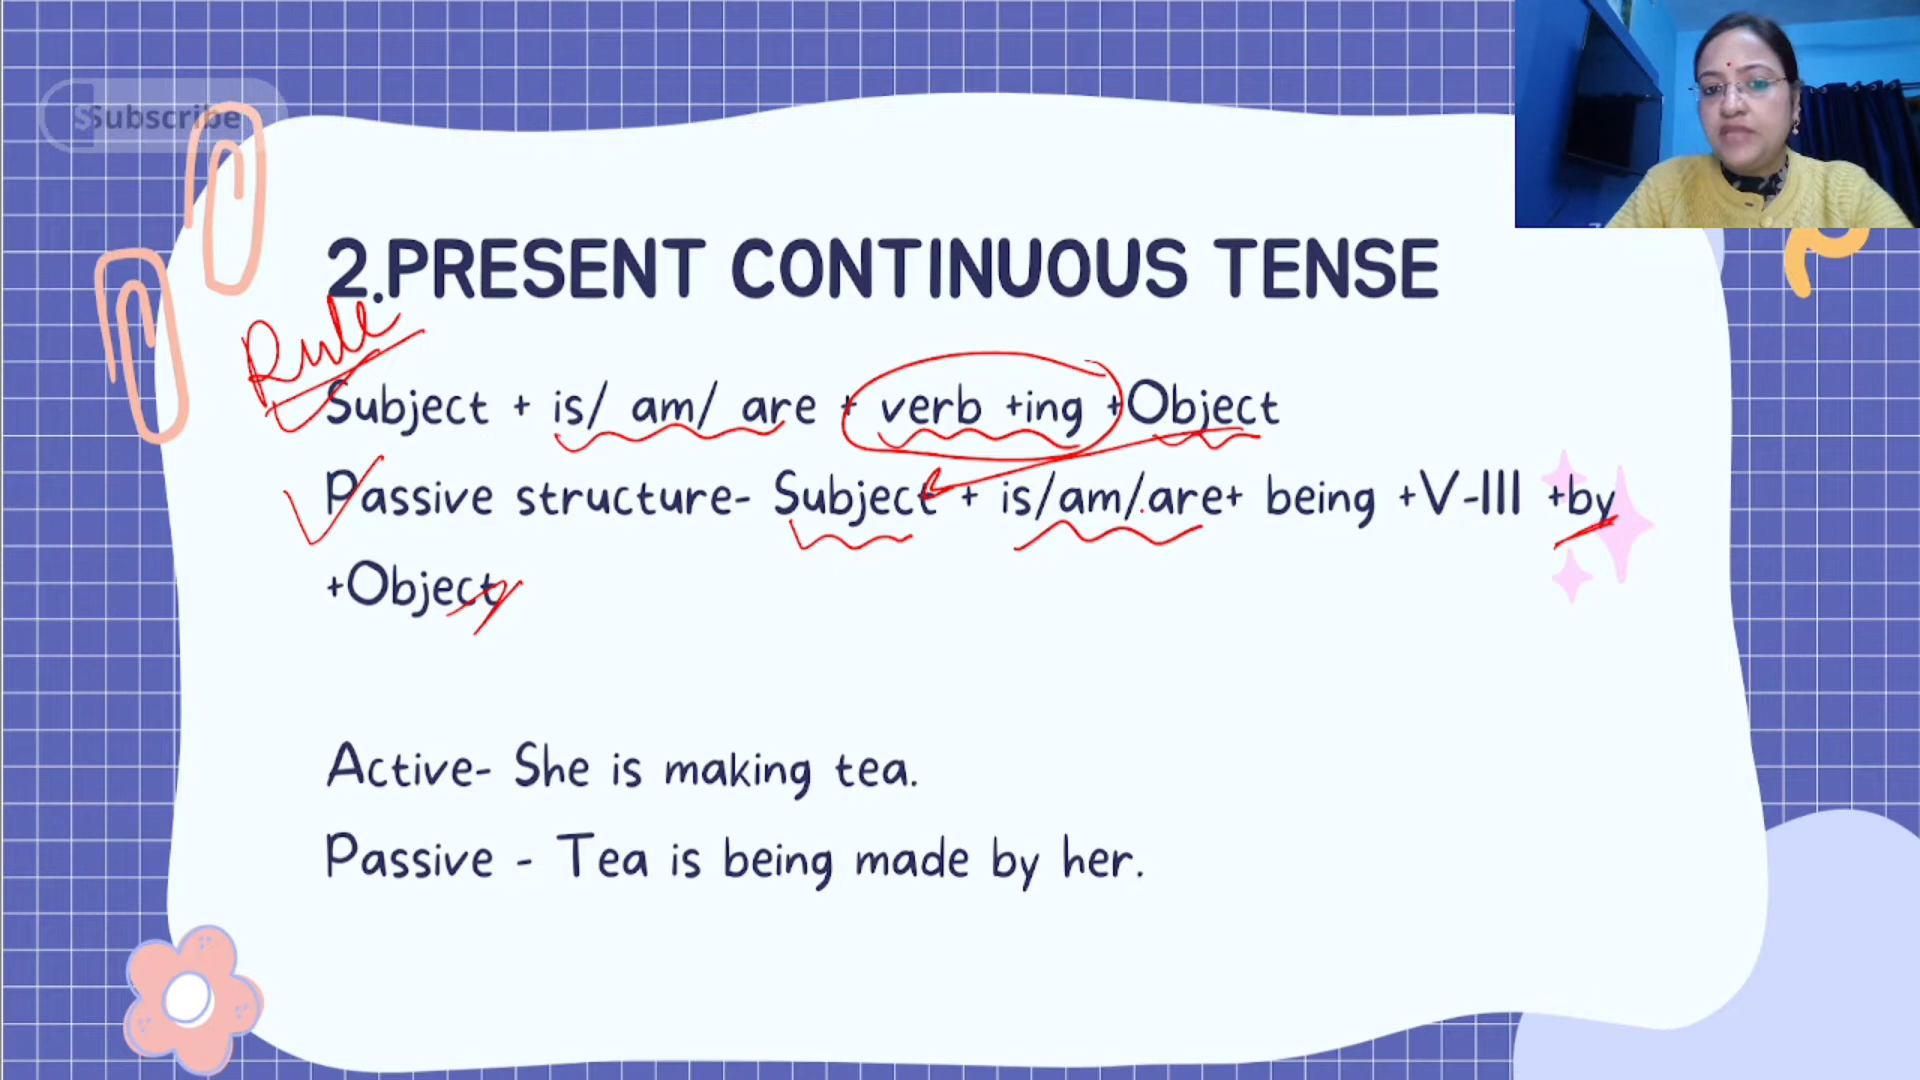 Subscribe
2.PRESENT CONTINUOUS TENSE
Rule
Subject + is/ am/ are + verb +ing +Object
Passive structure- Subject + is/am/are+ being +V-III +by
+Object
Active- She is making tea.
Passive - Tea is being made by her.